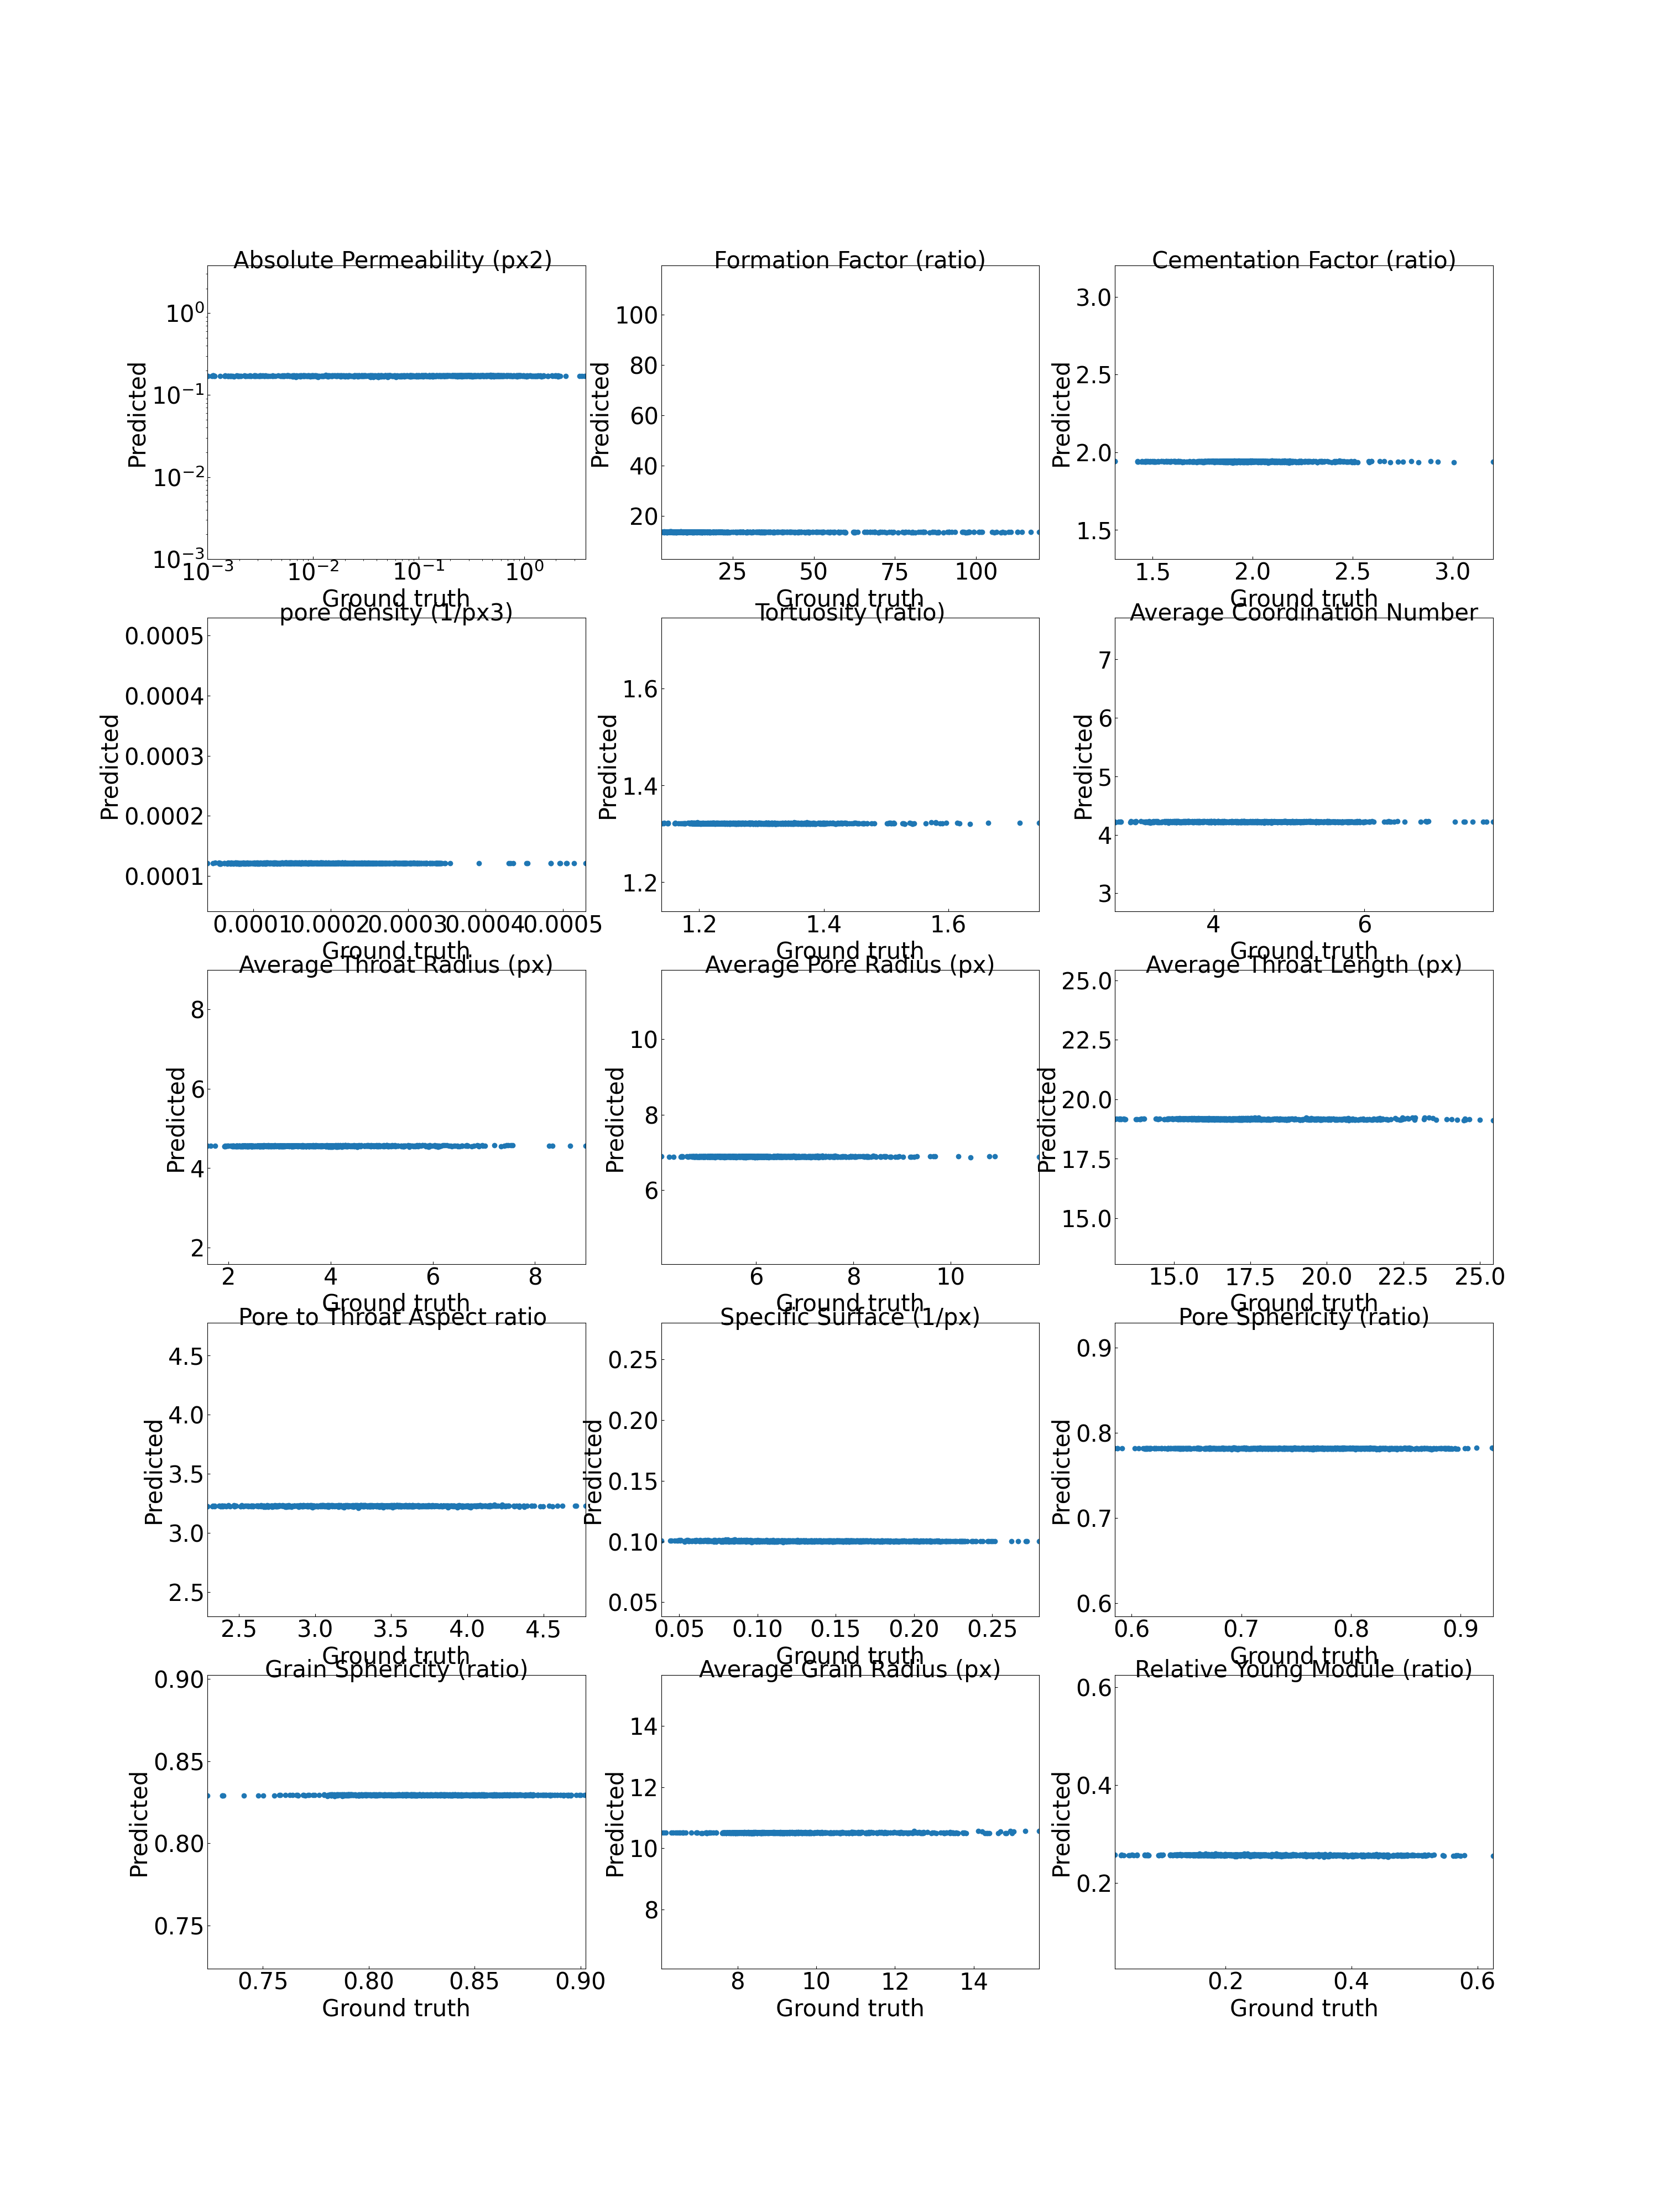 Absolute Permeability (px2)
Predicted
10⁰
10⁻¹
10⁻²
10⁻³
10⁻³ 10⁻² 10⁻¹ 10⁰
Ground truth
Formation Factor (ratio)
Predicted
100
80
60
40
20
25 50 75 100
Ground truth
Cementation Factor (ratio)
Predicted
3.0
2.5
2.0
1.5
1.5 2.0 2.5 3.0
Ground truth
pore density (1/px3)
Predicted
0.0005
0.0004
0.0003
0.0002
0.0001
0.0001 0.0002 0.0003 0.0004 0.0005
Ground truth
Tortuosity (ratio)
Predicted
1.6
1.4
1.2
1.2 1.4 1.6
Ground truth
Average Coordination Number
Predicted
7
6
5
4
3
4 6
Ground truth
Average Throat Radius (px)
Predicted
8
6
4
2
2 4 6 8
Ground truth
Average Pore Radius (px)
Predicted
10
8
6
6 8 10
Ground truth
Average Throat Length (px)
Predicted
25.0
22.5
20.0
17.5
15.0
15.0 17.5 20.0 22.5 25.0
Ground truth
Pore to Throat Aspect ratio
Predicted
4.5
4.0
3.5
3.0
2.5
2.5 3.0 3.5 4.0 4.5
Ground truth
Specific Surface (1/px)
Predicted
0.25
0.20
0.15
0.10
0.05
0.05 0.10 0.15 0.20 0.25
Ground truth
Pore Sphericity (ratio)
Predicted
0.9
0.8
0.7
0.6
0.6 0.7 0.8 0.9
Ground truth
Grain Sphericity (ratio)
Predicted
0.90
0.85
0.80
0.75
0.75 0.80 0.85 0.90
Ground truth
Average Grain Radius (px)
Predicted
14
12
10
8
8 10 12 14
Ground truth
Relative Young Module (ratio)
Predicted
0.6
0.4
0.2
0.2 0.4 0.6
Ground truth